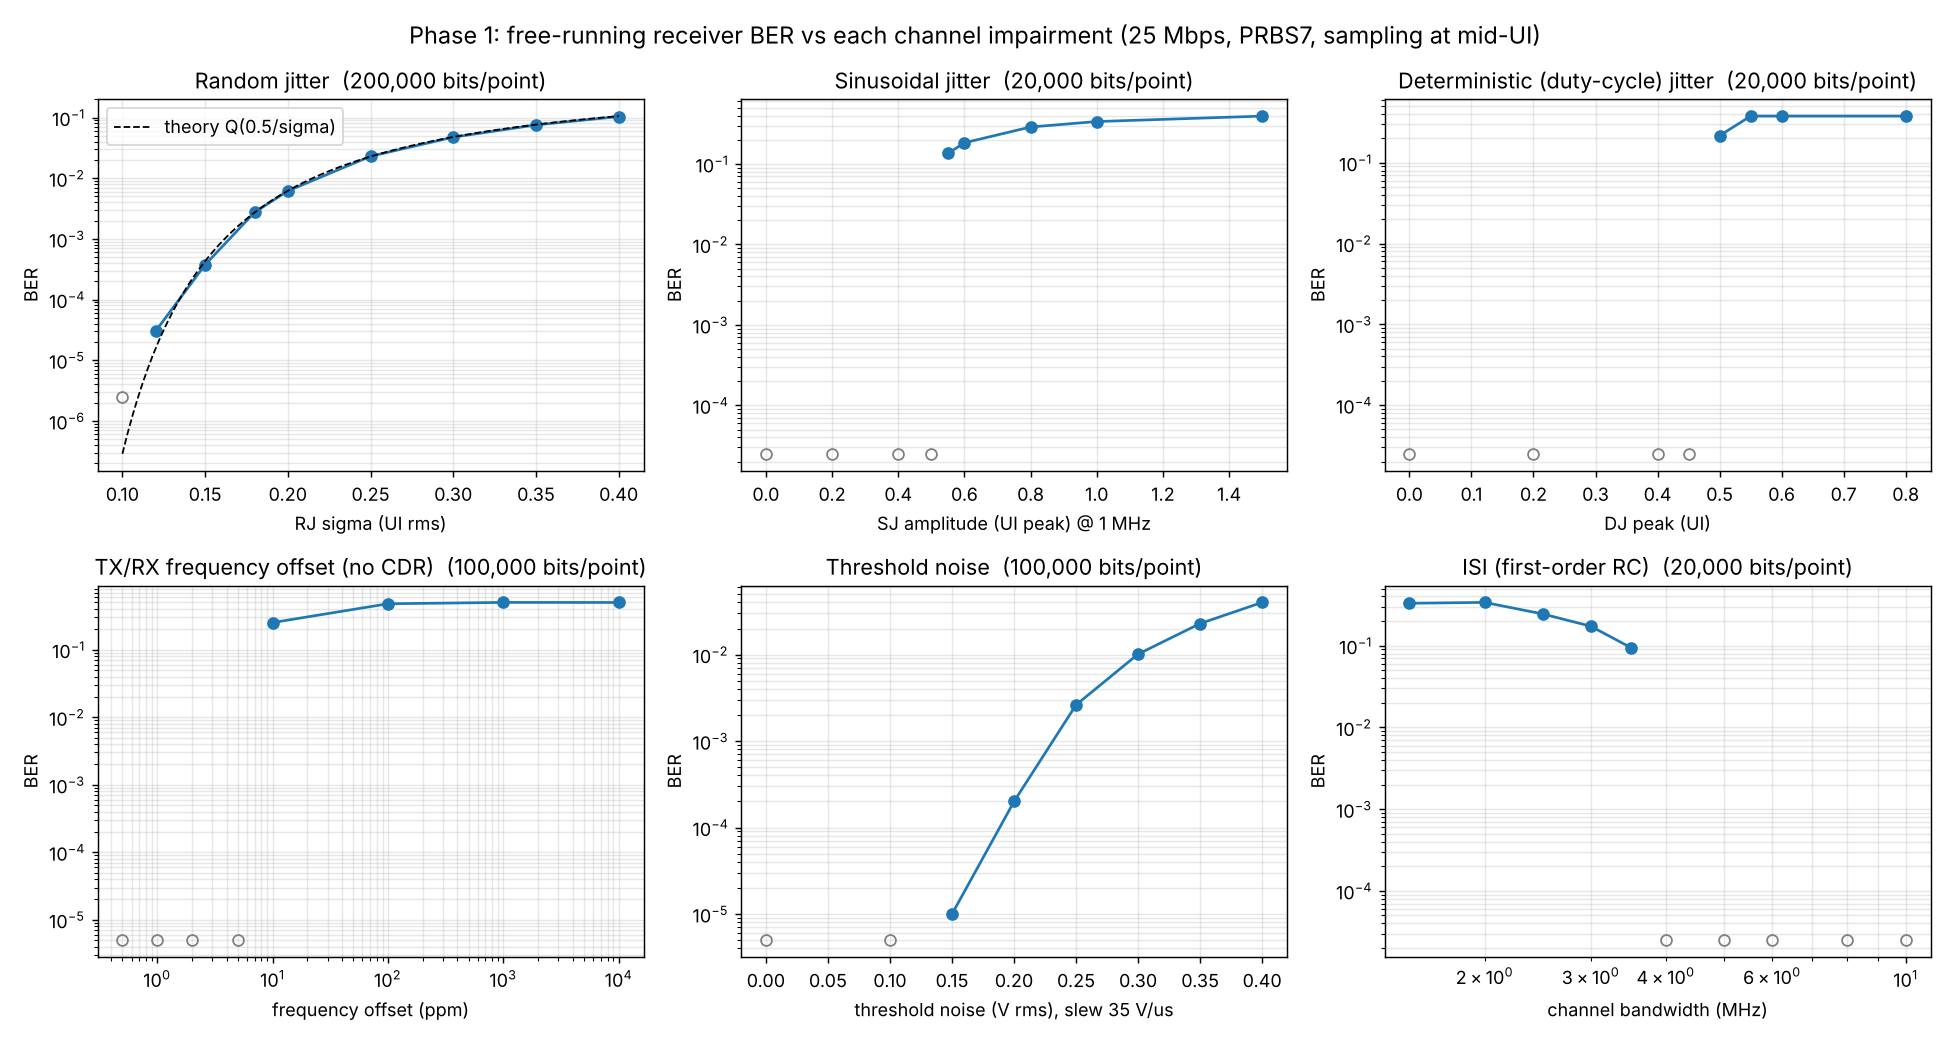 Phase 1: free-running receiver BER vs each channel impairment (25 Mbps, PRBS7, sampling at mid-UI)
Random jitter (200,000 bits/point)
theory Q(0.5/sigma)
BER
10⁻¹
10⁻²
10⁻³
10⁻⁴
10⁻⁵
10⁻⁶
0.10 0.15 0.20 0.25 0.30 0.35 0.40
RJ sigma (UI rms)
Sinusoidal jitter (20,000 bits/point)
BER
10⁻¹
10⁻²
10⁻³
10⁻⁴
0.0 0.2 0.4 0.6 0.8 1.0 1.2 1.4
SJ amplitude (UI peak) @ 1 MHz
Deterministic (duty-cycle) jitter (20,000 bits/point)
BER
10⁻¹
10⁻²
10⁻³
10⁻⁴
0.0 0.1 0.2 0.3 0.4 0.5 0.6 0.7 0.8
DJ peak (UI)
TX/RX frequency offset (no CDR) (100,000 bits/point)
BER
10⁻¹
10⁻²
10⁻³
10⁻⁴
10⁻⁵
10⁰ 10¹ 10² 10³ 10⁴
frequency offset (ppm)
Threshold noise (100,000 bits/point)
BER
10⁻²
10⁻³
10⁻⁴
10⁻⁵
0.00 0.05 0.10 0.15 0.20 0.25 0.30 0.35 0.40
threshold noise (V rms), slew 35 V/us
ISI (first-order RC) (20,000 bits/point)
BER
10⁻¹
10⁻²
10⁻³
10⁻⁴
2 × 10⁰ 3 × 10⁰ 4 × 10⁰ 6 × 10⁰ 10¹
channel bandwidth (MHz)